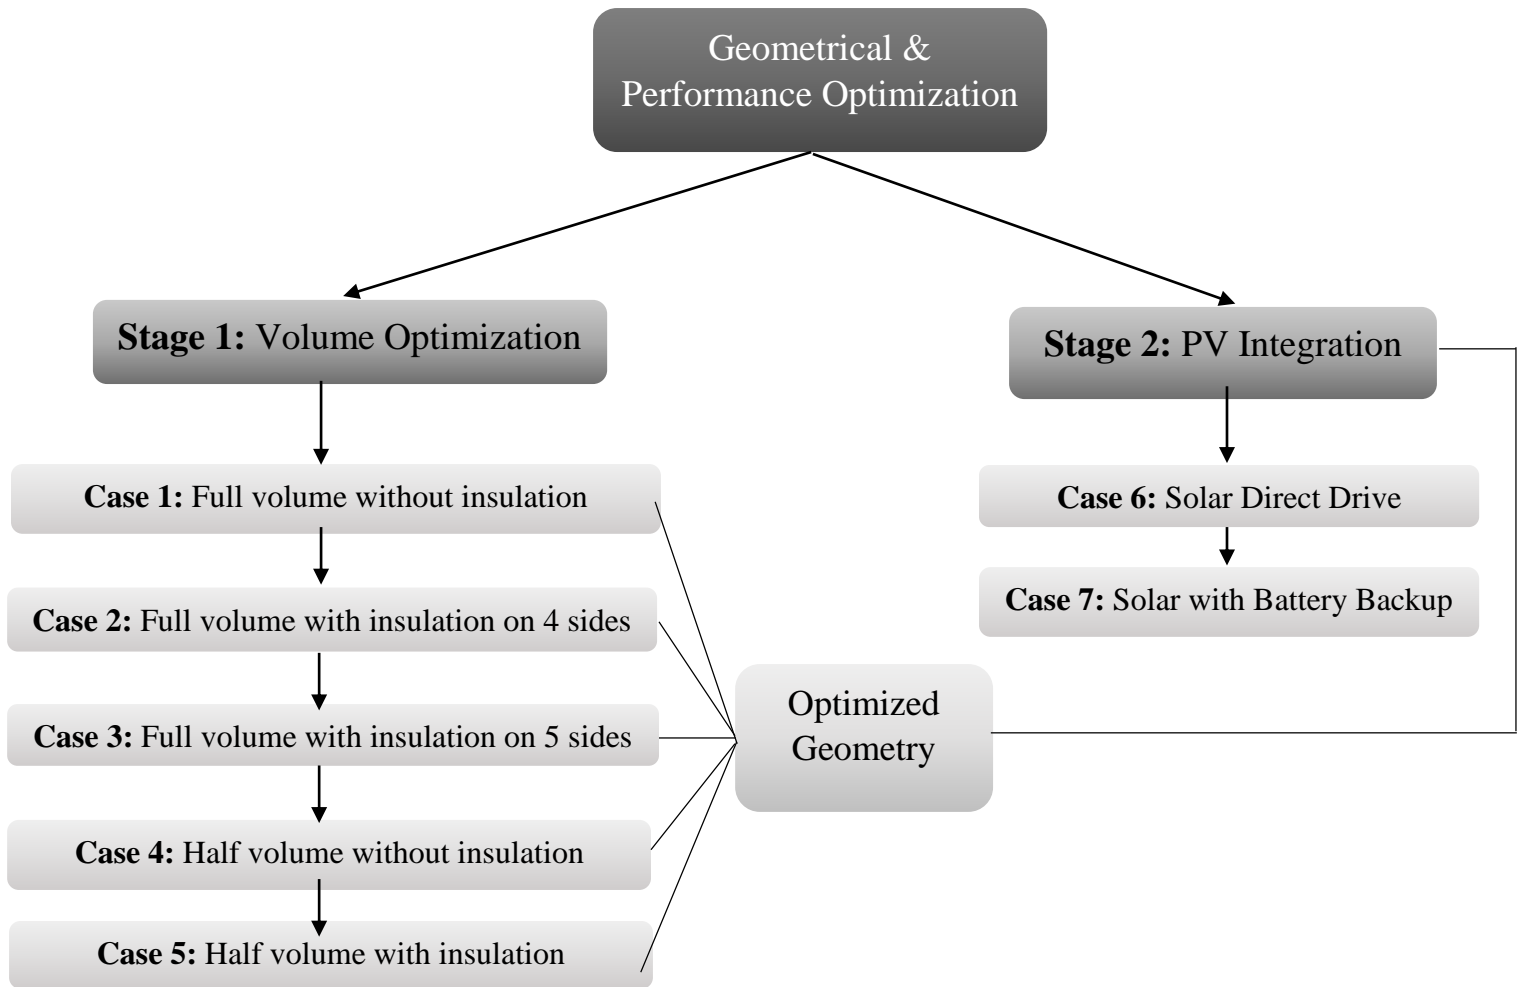 Geometrical &
Performance Optimization
Stage 1: Volume Optimization
Case 1: Full volume without insulation
Case 2: Full volume with insulation on 4 sides
Case 3: Full volume with insulation on 5 sides
Case 4: Half volume without insulation
Case 5: Half volume with insulation
Optimized
Geometry
Stage 2: PV Integration
Case 6: Solar Direct Drive
Case 7: Solar with Battery Backup